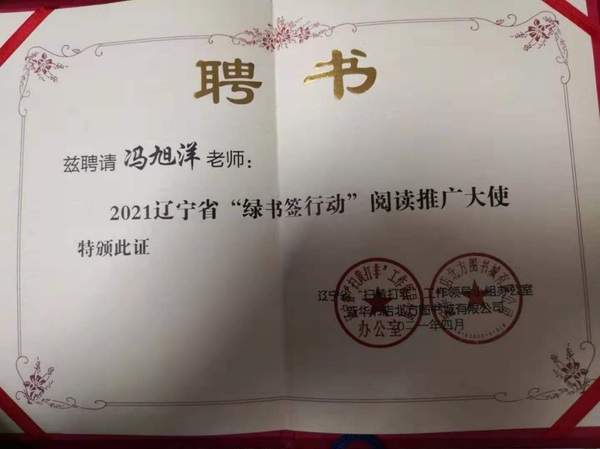 聘书
兹聘请 冯旭洋 老师：
2021辽宁省“绿书签行动”阅读推广大使
特颁此证
辽宁省“扫黄打非”工作领导小组办公室
新华书店北方图书城有限公司
二〇二一年四月
办公室